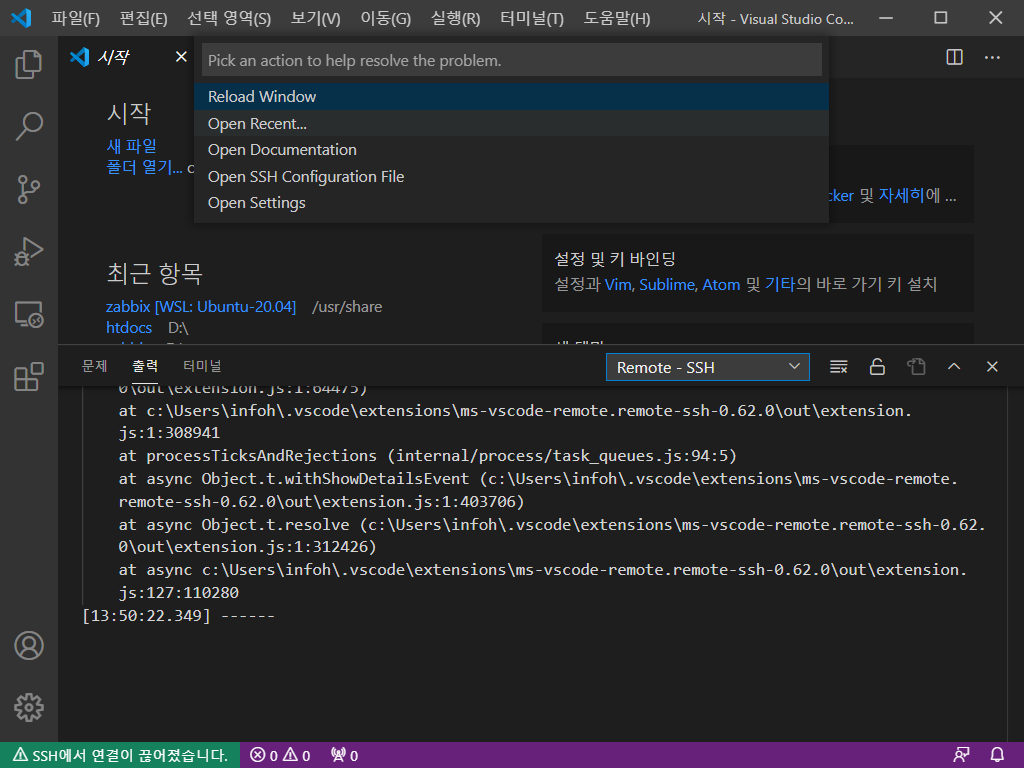 파일(F) 편집(E) 선택 영역(S) 보기(V) 이동(G) 실행(R) 터미널(T) 도움말(H) 시작 - Visual Studio Co...
시작
Pick an action to help resolve the problem.
Reload Window
Open Recent...
Open Documentation
Open SSH Configuration File
Open Settings
시작
새 파일
폴더 열기...
및 자세히에 ...
최근 항목
zabbix [WSL: Ubuntu-20.04] /usr/share
htdocs D:\
설정 및 키 바인딩
설정과 Vim, Sublime, Atom 및 기타의 바로 가기 키 설치
문제 출력 터미널 Remote - SSH
0\out\extension.js:1:64475)
at c:\Users\infoh\.vscode\extensions\ms-vscode-remote.remote-ssh-0.62.0\out\extension.
js:1:308941
at processTicksAndRejections (internal/process/task_queues.js:94:5)
at async Object.t.withShowDetailsEvent (c:\Users\infoh\.vscode\extensions\ms-vscode-remote.
remote-ssh-0.62.0\out\extension.js:1:403706)
at async Object.t.resolve (c:\Users\infoh\.vscode\extensions\ms-vscode-remote.remote-ssh-0.62.
0\out\extension.js:1:312426)
at async c:\Users\infoh\.vscode\extensions\ms-vscode-remote.remote-ssh-0.62.0\out\extension.
js:127:110280
[13:50:22.349] ------
SSH에서 연결이 끊어졌습니다. 0 0 0